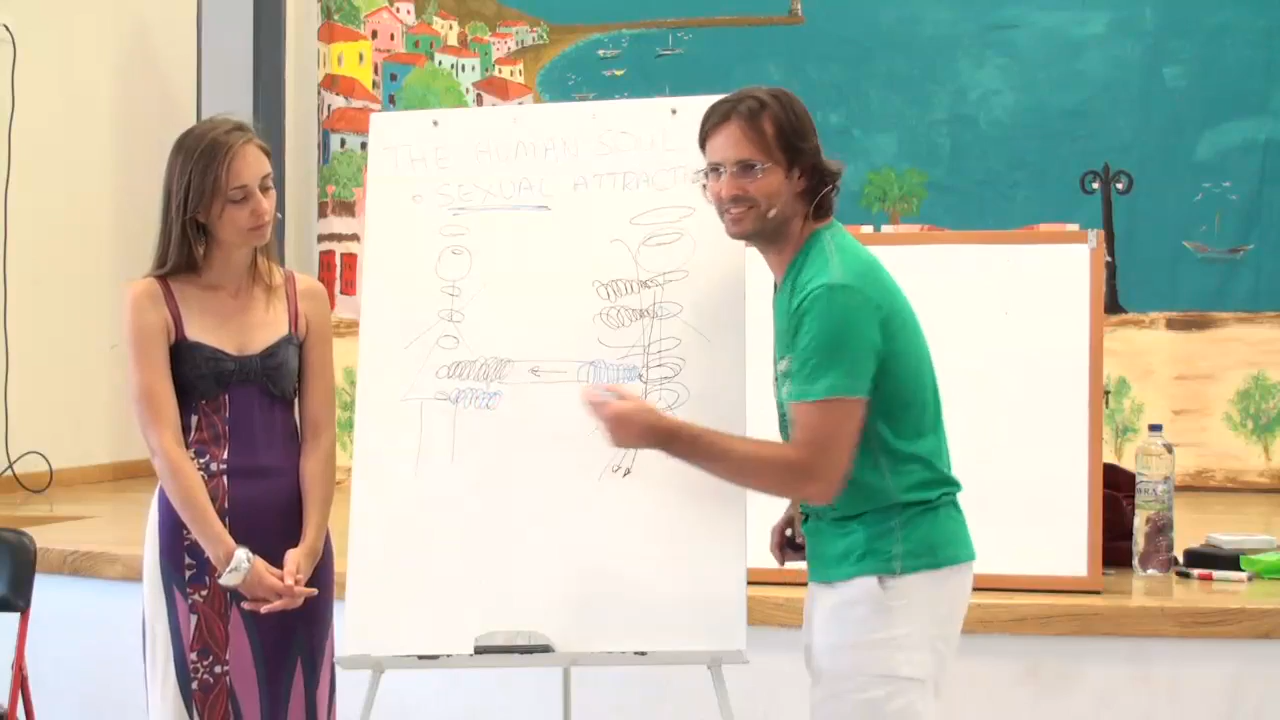 THE HUMAN SOUL
• SEXUAL ATTRACT